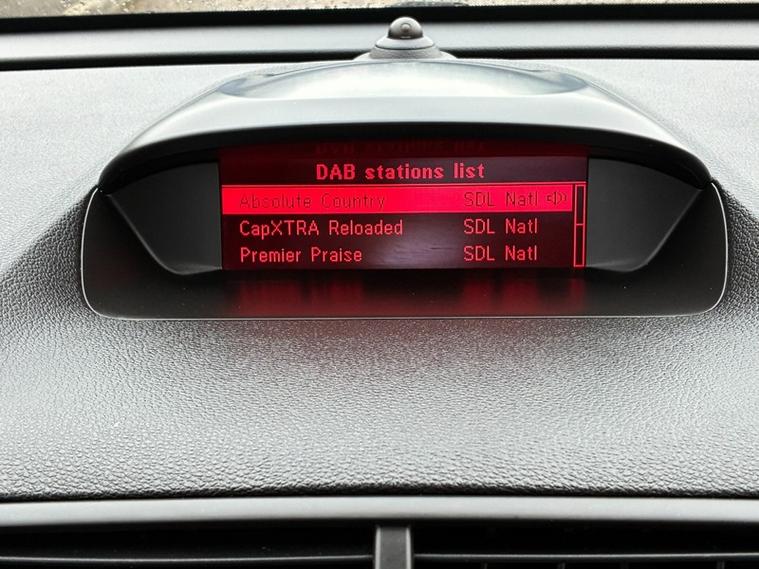 DAB stations list
Absolute Country SDL Natl
CapXTRA Reloaded SDL Natl
Premier Praise SDL Natl